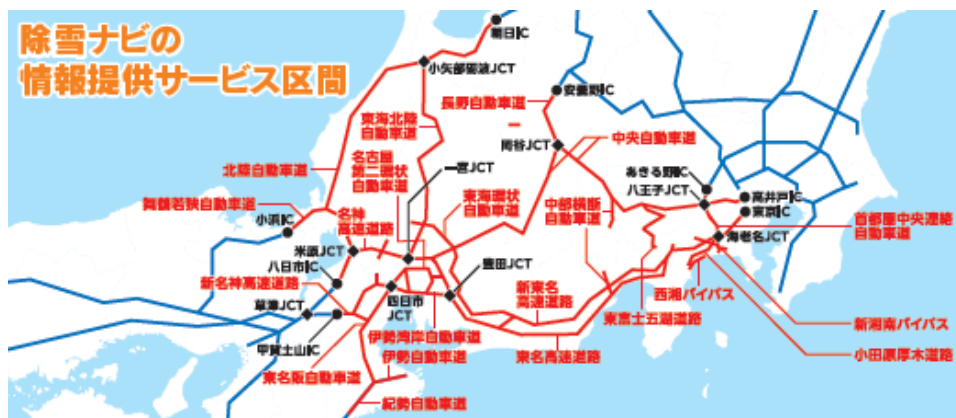 除雪ナビの
情報提供サービス区間
朝日IC
小矢部砺波JCT
安曇野IC
長野自動車道
東海北陸
自動車道
岡谷JCT
中央自動車道
名古屋
第二環状
自動車道
一宮JCT
北陸自動車道
あきる野IC
八王子JCT
高井戸IC
東京IC
東海環状
自動車道
中部横断
自動車道
舞鶴若狭自動車道
小浜IC
名神
高速道路
首都圏中央連絡
自動車道
海老名JCT
米原JCT
八日市IC
豊田JCT
新名神高速道路
新東名
高速道路
西湘バイパス
草津JCT
四日市
JCT
東富士五湖道路
新湘南バイパス
甲賀土山IC
伊勢湾岸自動車道
伊勢自動車道
東名高速道路
小田原厚木道路
東名阪自動車道
紀勢自動車道